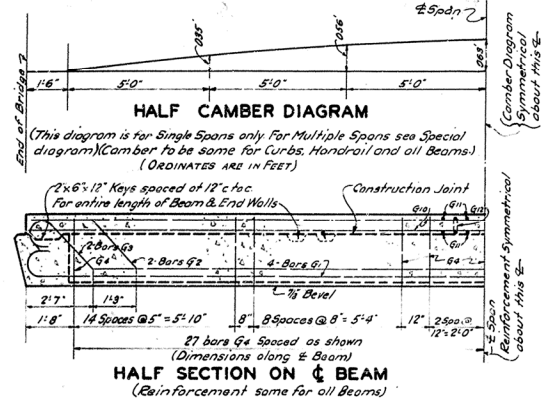 ℄ Span
.035'
.056'
.063'
End of Bridge
1'-6"
5'-0"
5'-0"
5'-0"
(Camber Diagram
Symmetrical
about this ℄
HALF CAMBER DIAGRAM
(This diagram is for Single Spans only For Multiple Spans see Special
diagram)(Camber to be same for Curbs, Handrail and all Beams.)
(ORDINATES ARE IN FEET)
2"x6"x12" Keys spaced at 12" c to c.
For entire length of Beam & End Walls
Construction Joint
G10
G11
G12
G11
2-Bars G3
G4
2-Bars G2
4-Bars G1
G4
⅞" Bevel
2'-7"
1'-9"
1'-8"
14 Spaces @ 5" = 5'-10"
8"
8 Spaces @ 8" = 5'-4"
12"
2 Spa. @
12" = 2'-0"
27 bars G4 Spaced as shown
(Dimensions along ℄ Beam)
℄ Span
(Reinforcement Symmetrical
about this ℄
HALF SECTION ON ℄ BEAM
(Reinforcement same for all Beams)